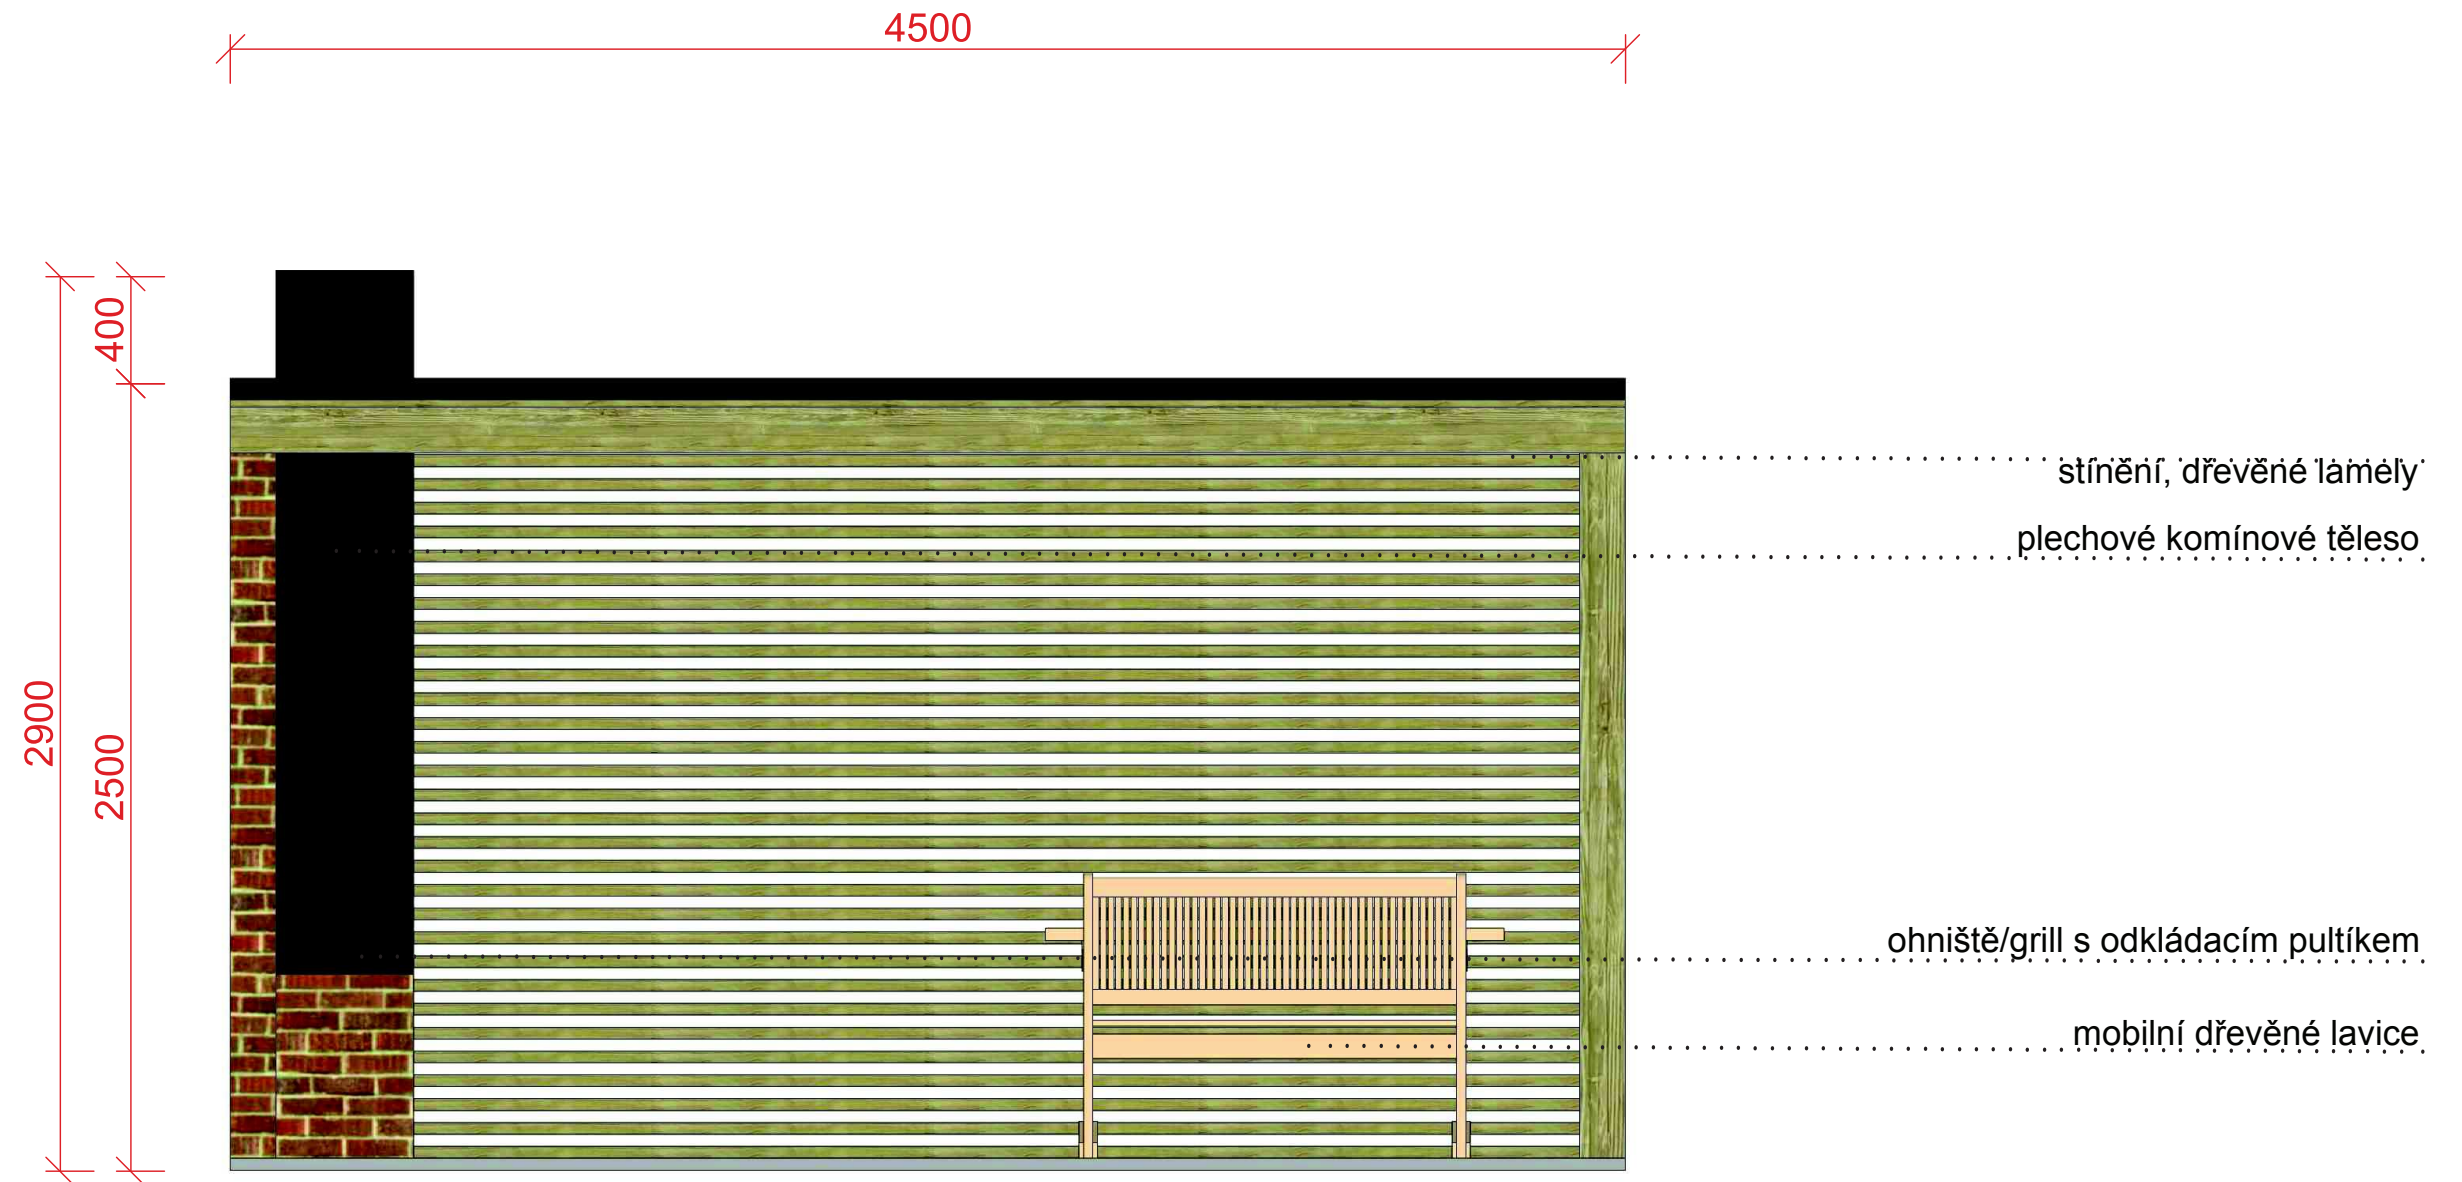 4500
400
2900
2500
stínění, dřevěné lamely
plechové komínové těleso
ohniště/grill s odkládacím pultíkem
mobilní dřevěné lavice